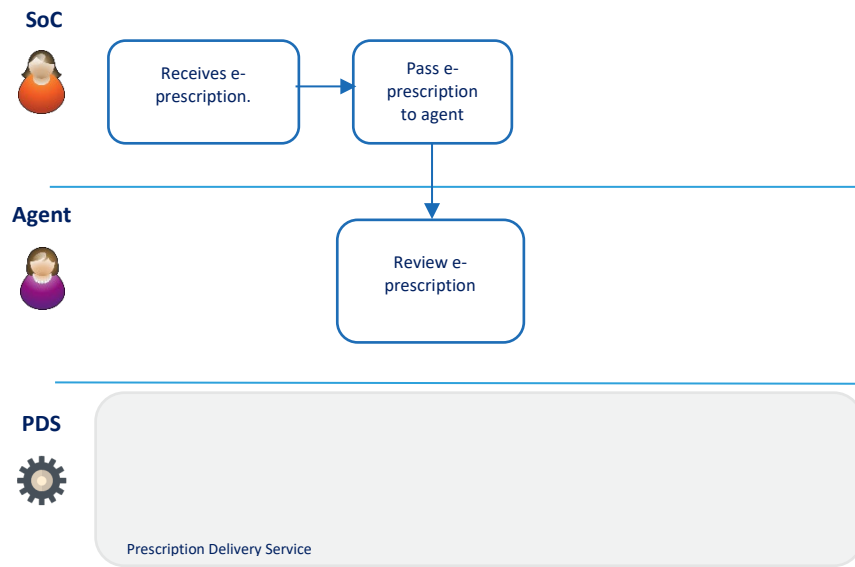 SoC
Receives e-
prescription.
Pass e-
prescription
to agent
Agent
Review e-
prescription
PDS
Prescription Delivery Service